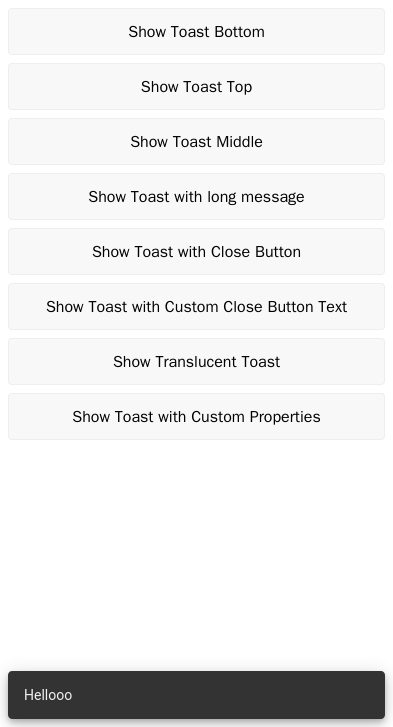 Show Toast Bottom
Show Toast Top
Show Toast Middle
Show Toast with long message
Show Toast with Close Button
Show Toast with Custom Close Button Text
Show Translucent Toast
Show Toast with Custom Properties
Hellooo